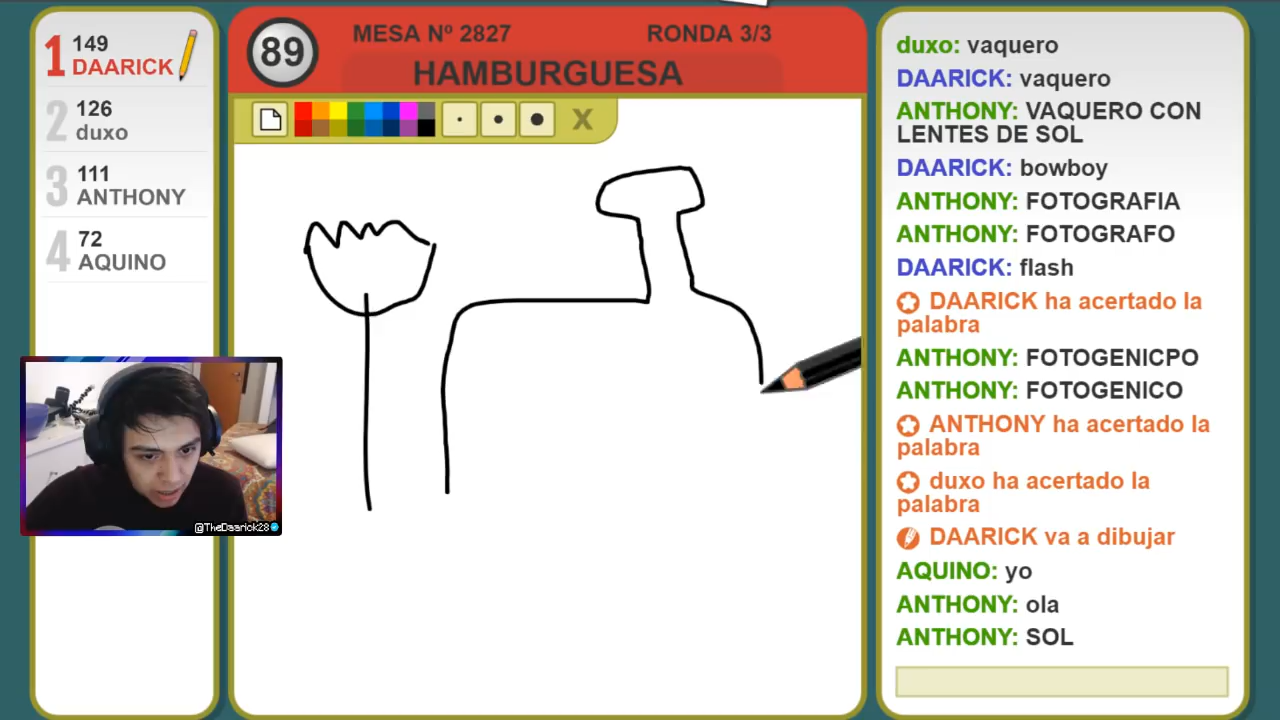 1 149
DAARICK
2 126
duxo
3 111
ANTHONY
4 72
AQUINO
@TheDaarick28
89
MESA Nº 2827
RONDA 3/3
HAMBURGUESA
X
duxo: vaquero
DAARICK: vaquero
ANTHONY: VAQUERO CON
LENTES DE SOL
DAARICK: bowboy
ANTHONY: FOTOGRAFIA
ANTHONY: FOTOGRAFO
DAARICK: flash
DAARICK ha acertado la
palabra
ANTHONY: FOTOGENICPO
ANTHONY: FOTOGENICO
ANTHONY ha acertado la
palabra
duxo ha acertado la
palabra
DAARICK va a dibujar
AQUINO: yo
ANTHONY: ola
ANTHONY: SOL